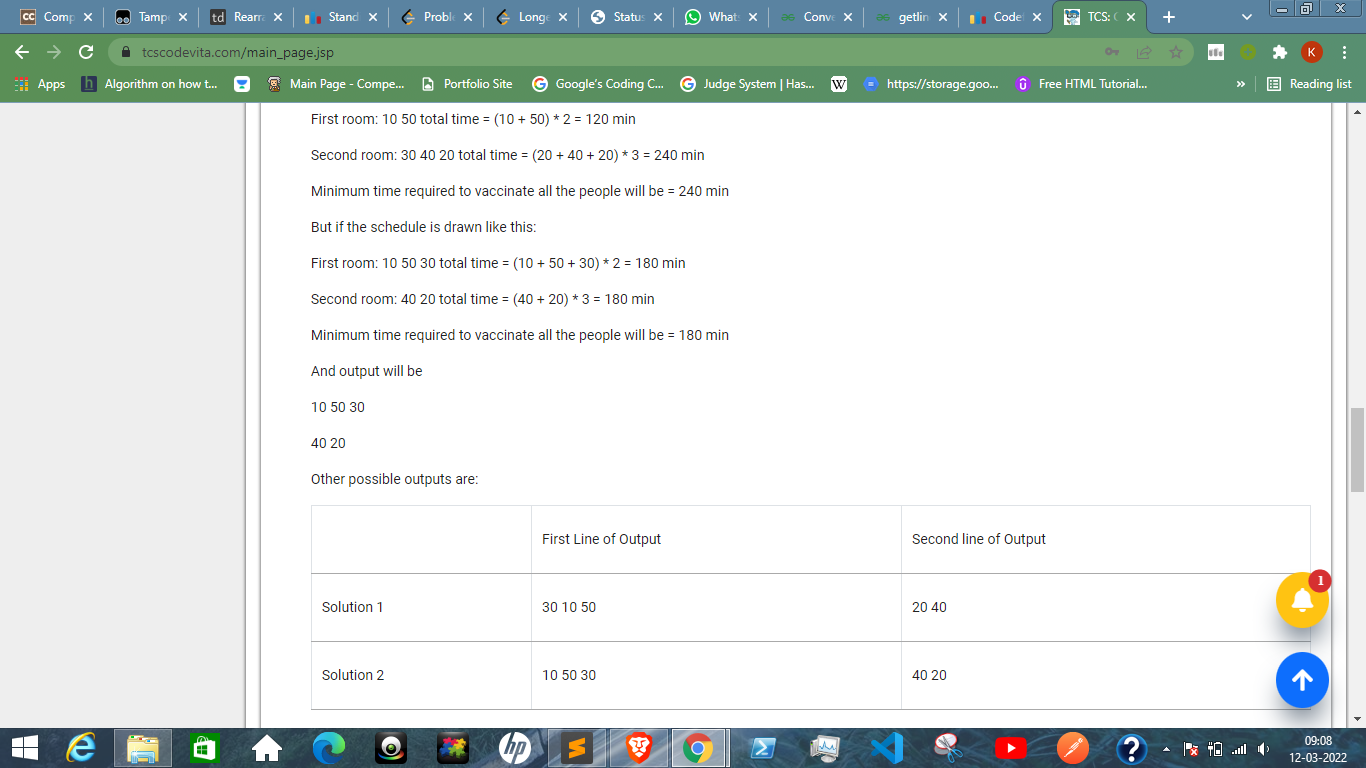 Comp
Tamp
td Rearra
Stand
Proble
Longe
Status
What
Conve
getlin
Codef
TCS: C
tcscodevita.com/main_page.jsp
K
Apps
Algorithm on how t...
Main Page - Compe...
Portfolio Site
Google's Coding C...
Judge System | Has...
W
https://storage.goo...
Free HTML Tutorial...
»
Reading list
First room: 10 50 total time = (10 + 50) * 2 = 120 min
Second room: 30 40 20 total time = (20 + 40 + 20) * 3 = 240 min
Minimum time required to vaccinate all the people will be = 240 min
But if the schedule is drawn like this:
First room: 10 50 30 total time = (10 + 50 + 30) * 2 = 180 min
Second room: 40 20 total time = (40 + 20) * 3 = 180 min
Minimum time required to vaccinate all the people will be = 180 min
And output will be
10 50 30
40 20
Other possible outputs are:
First Line of Output Second line of Output
1
Solution 1 30 10 50 20 40
Solution 2 10 50 30 40 20
hp
09:08
12-03-2022